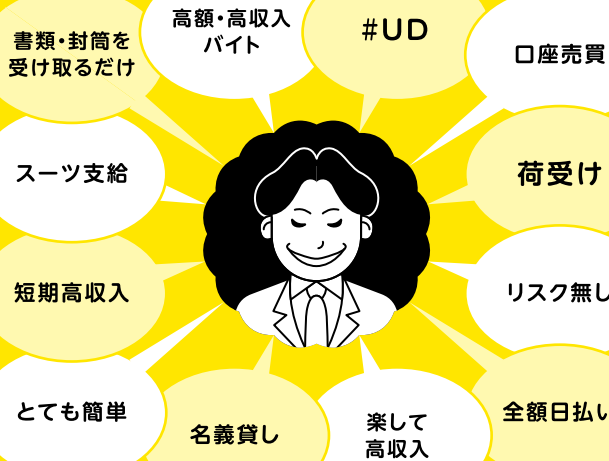 書類・封筒を
受け取るだけ
高額・高収入
バイト
#UD
口座売買
スーツ支給
荷受け
短期高収入
リスク無し
とても簡単
名義貸し
楽して
高収入
全額日払い